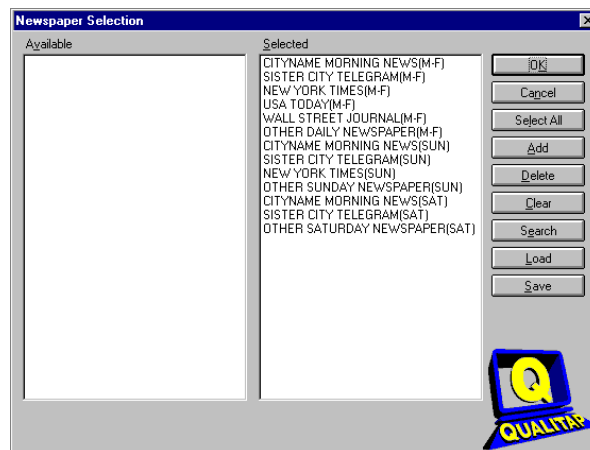 Newspaper Selection
Available
Selected
CITYNAME MORNING NEWS(M-F)
SISTER CITY TELEGRAM(M-F)
NEW YORK TIMES(M-F)
USA TODAY(M-F)
WALL STREET JOURNAL(M-F)
OTHER DAILY NEWSPAPER(M-F)
CITYNAME MORNING NEWS(SUN)
SISTER CITY TELEGRAM(SUN)
NEW YORK TIMES(SUN)
OTHER SUNDAY NEWSPAPER(SUN)
CITYNAME MORNING NEWS(SAT)
SISTER CITY TELEGRAM(SAT)
OTHER SATURDAY NEWSPAPER(SAT)
OK
Cancel
Select All
Add
Delete
Clear
Search
Load
Save
Q
QUALITAP